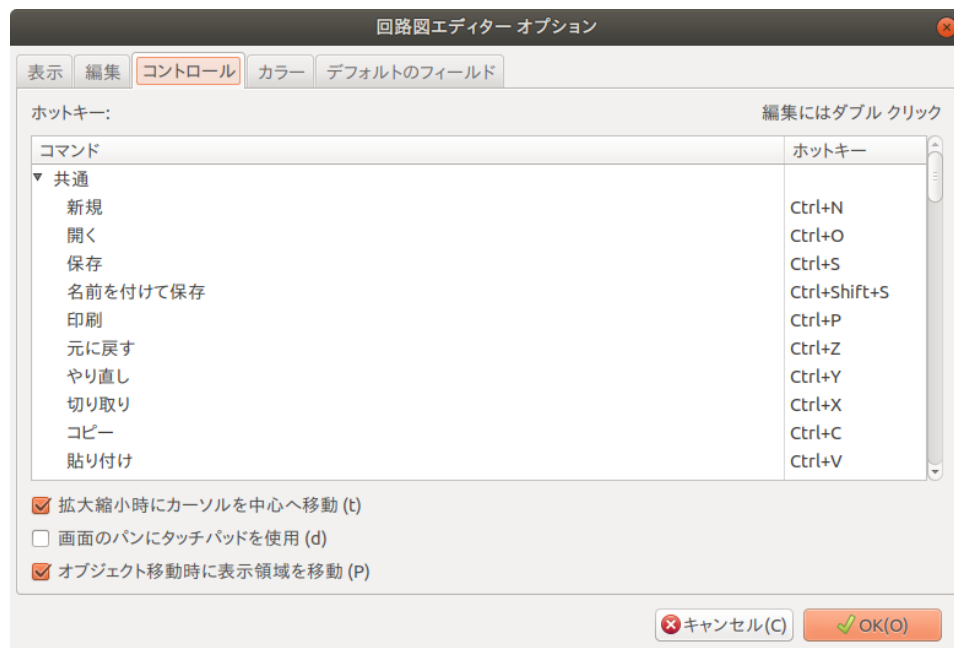 回路図エディター オプション
表示 編集 コントロール カラー デフォルトのフィールド
ホットキー: 編集にはダブル クリック
コマンド ホットキー
共通
新規 Ctrl+N
開く Ctrl+O
保存 Ctrl+S
名前を付けて保存 Ctrl+Shift+S
印刷 Ctrl+P
元に戻す Ctrl+Z
やり直し Ctrl+Y
切り取り Ctrl+X
コピー Ctrl+C
貼り付け Ctrl+V
拡大縮小時にカーソルを中心へ移動 (t)
画面のパンにタッチパッドを使用 (d)
オブジェクト移動時に表示領域を移動 (P)
キャンセル(C) OK(O)